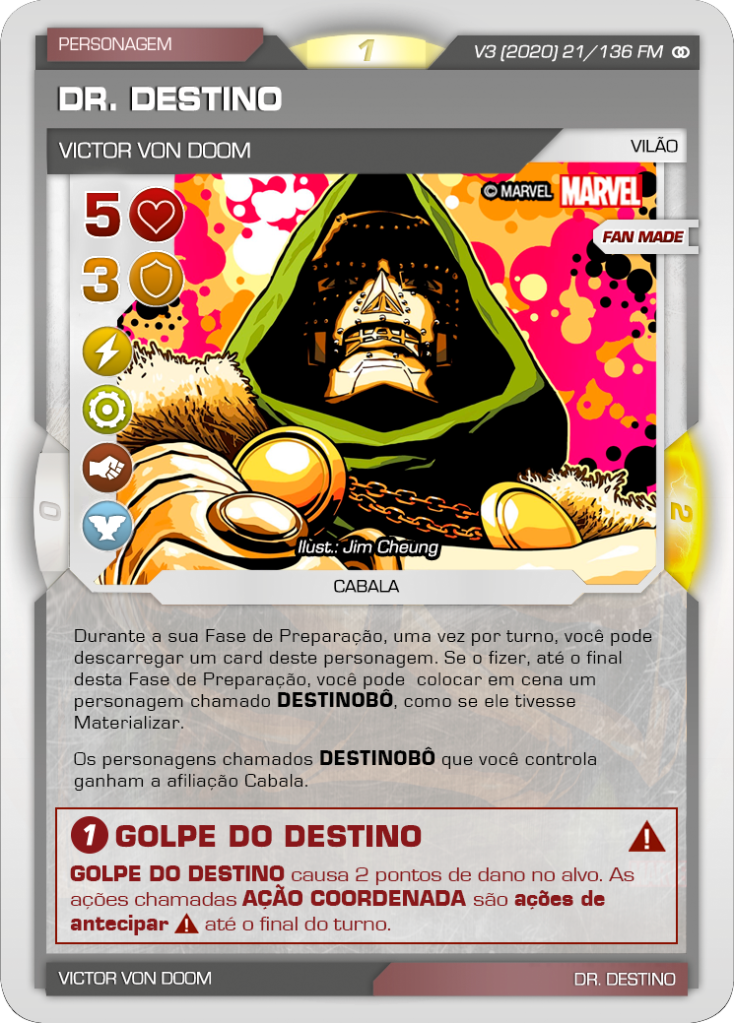 PERSONAGEM
1
V3 (2020) 21/136 FM
DR. DESTINO
VICTOR VON DOOM
VILÃO
© MARVEL MARVEL
5
FAN MADE
3
0
2
Ilust.: Jim Cheung
CABALA
Durante a sua Fase de Preparação, uma vez por turno, você pode
descarregar um card deste personagem. Se o fizer, até o final
desta Fase de Preparação, você pode colocar em cena um
personagem chamado DESTINOBÔ, como se ele tivesse
Materializar.
Os personagens chamados DESTINOBÔ que você controla
ganham a afiliação Cabala.
1 GOLPE DO DESTINO
GOLPE DO DESTINO causa 2 pontos de dano no alvo. As
ações chamadas AÇÃO COORDENADA são ações de
antecipar até o final do turno.
VICTOR VON DOOM
DR. DESTINO